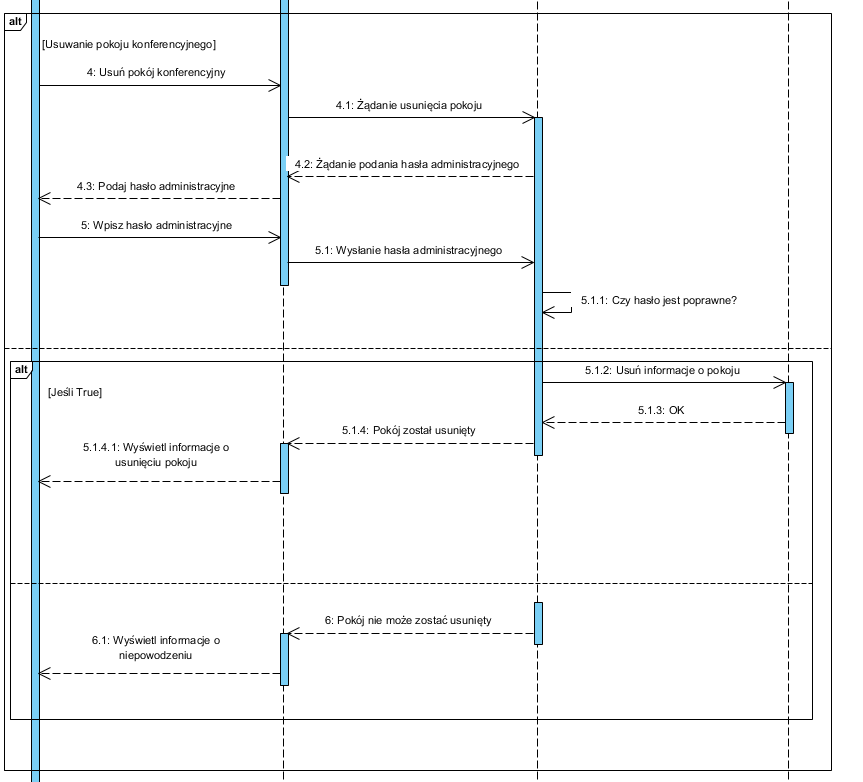 alt
[Usuwanie pokoju konferencyjnego]
4: Usuń pokój konferencyjny
4.1: Żądanie usunięcia pokoju
4.2: Żądanie podania hasła administracyjnego
4.3: Podaj hasło administracyjne
5: Wpisz hasło administracyjne
5.1: Wysłanie hasła administracyjnego
5.1.1: Czy hasło jest poprawne?
alt
5.1.2: Usuń informacje o pokoju
[Jeśli True]
5.1.3: OK
5.1.4: Pokój został usunięty
5.1.4.1: Wyświetl informacje o
usunięciu pokoju
6: Pokój nie może zostać usunięty
6.1: Wyświetl informacje o
niepowodzeniu